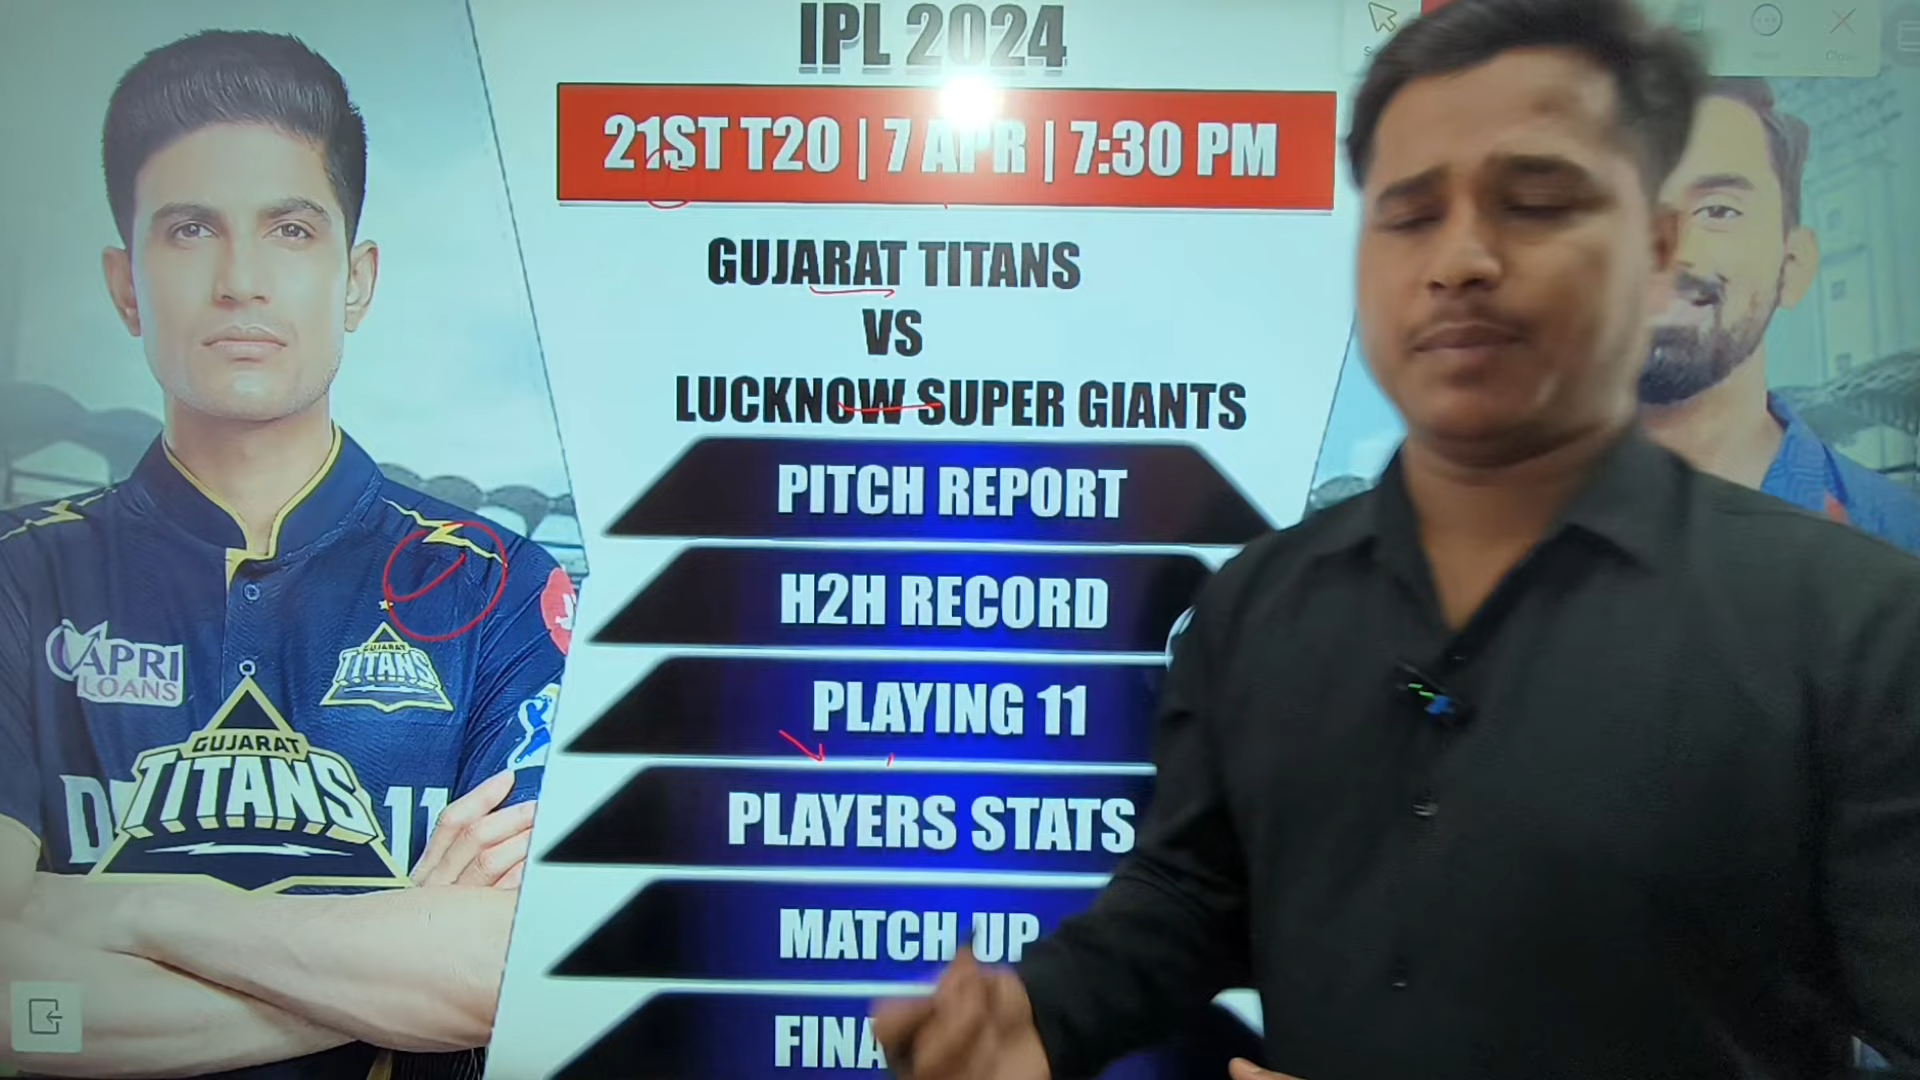 IPL 2024
21ST T20 | 7 APR | 7:30 PM
GUJARAT TITANS
VS
LUCKNOW SUPER GIANTS
PITCH REPORT
H2H RECORD
PLAYING 11
PLAYERS STATS
MATCH UP
CAPRI
LOANS
GUJARAT
TITANS
GUJARAT
TITANS
11